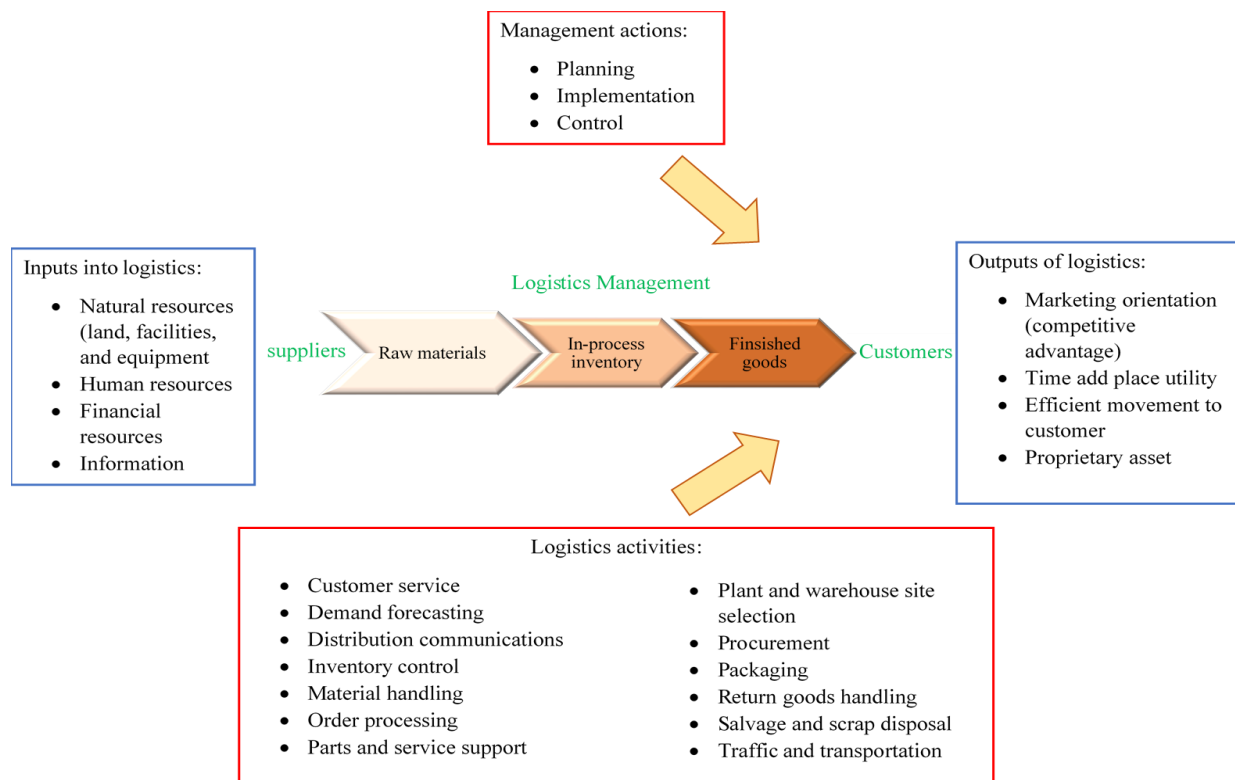 Management actions:
• Planning
• Implementation
• Control
Inputs into logistics:
• Natural resources
(land, facilities,
and equipment
• Human resources
• Financial
resources
• Information
Logistics Management
suppliers
Raw materials
In-process
inventory
Finsished
goods
Customers
Outputs of logistics:
• Marketing orientation
(competitive
advantage)
• Time add place utility
• Efficient movement to
customer
• Proprietary asset
Logistics activities:
• Customer service
• Demand forecasting
• Distribution communications
• Inventory control
• Material handling
• Order processing
• Parts and service support
• Plant and warehouse site
selection
• Procurement
• Packaging
• Return goods handling
• Salvage and scrap disposal
• Traffic and transportation